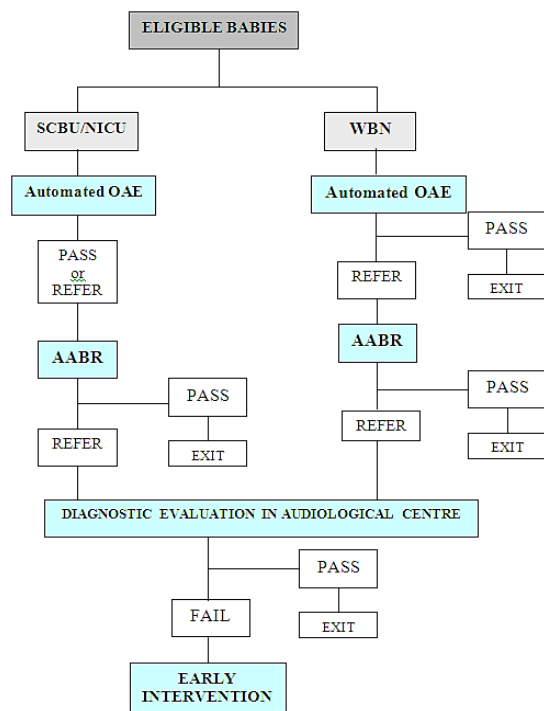 ELIGIBLE BABIES
SCBU/NICU
WBN
Automated OAE
Automated OAE
PASS
or
REFER
PASS
EXIT
REFER
AABR
AABR
PASS
EXIT
REFER
PASS
EXIT
REFER
DIAGNOSTIC EVALUATION IN AUDIOLOGICAL CENTRE
PASS
EXIT
FAIL
EARLY
INTERVENTION